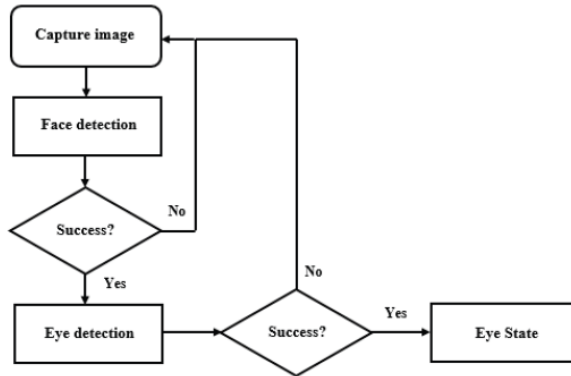 Capture image
Face detection
Success?
No
Yes
Eye detection
Success?
No
Yes
Eye State